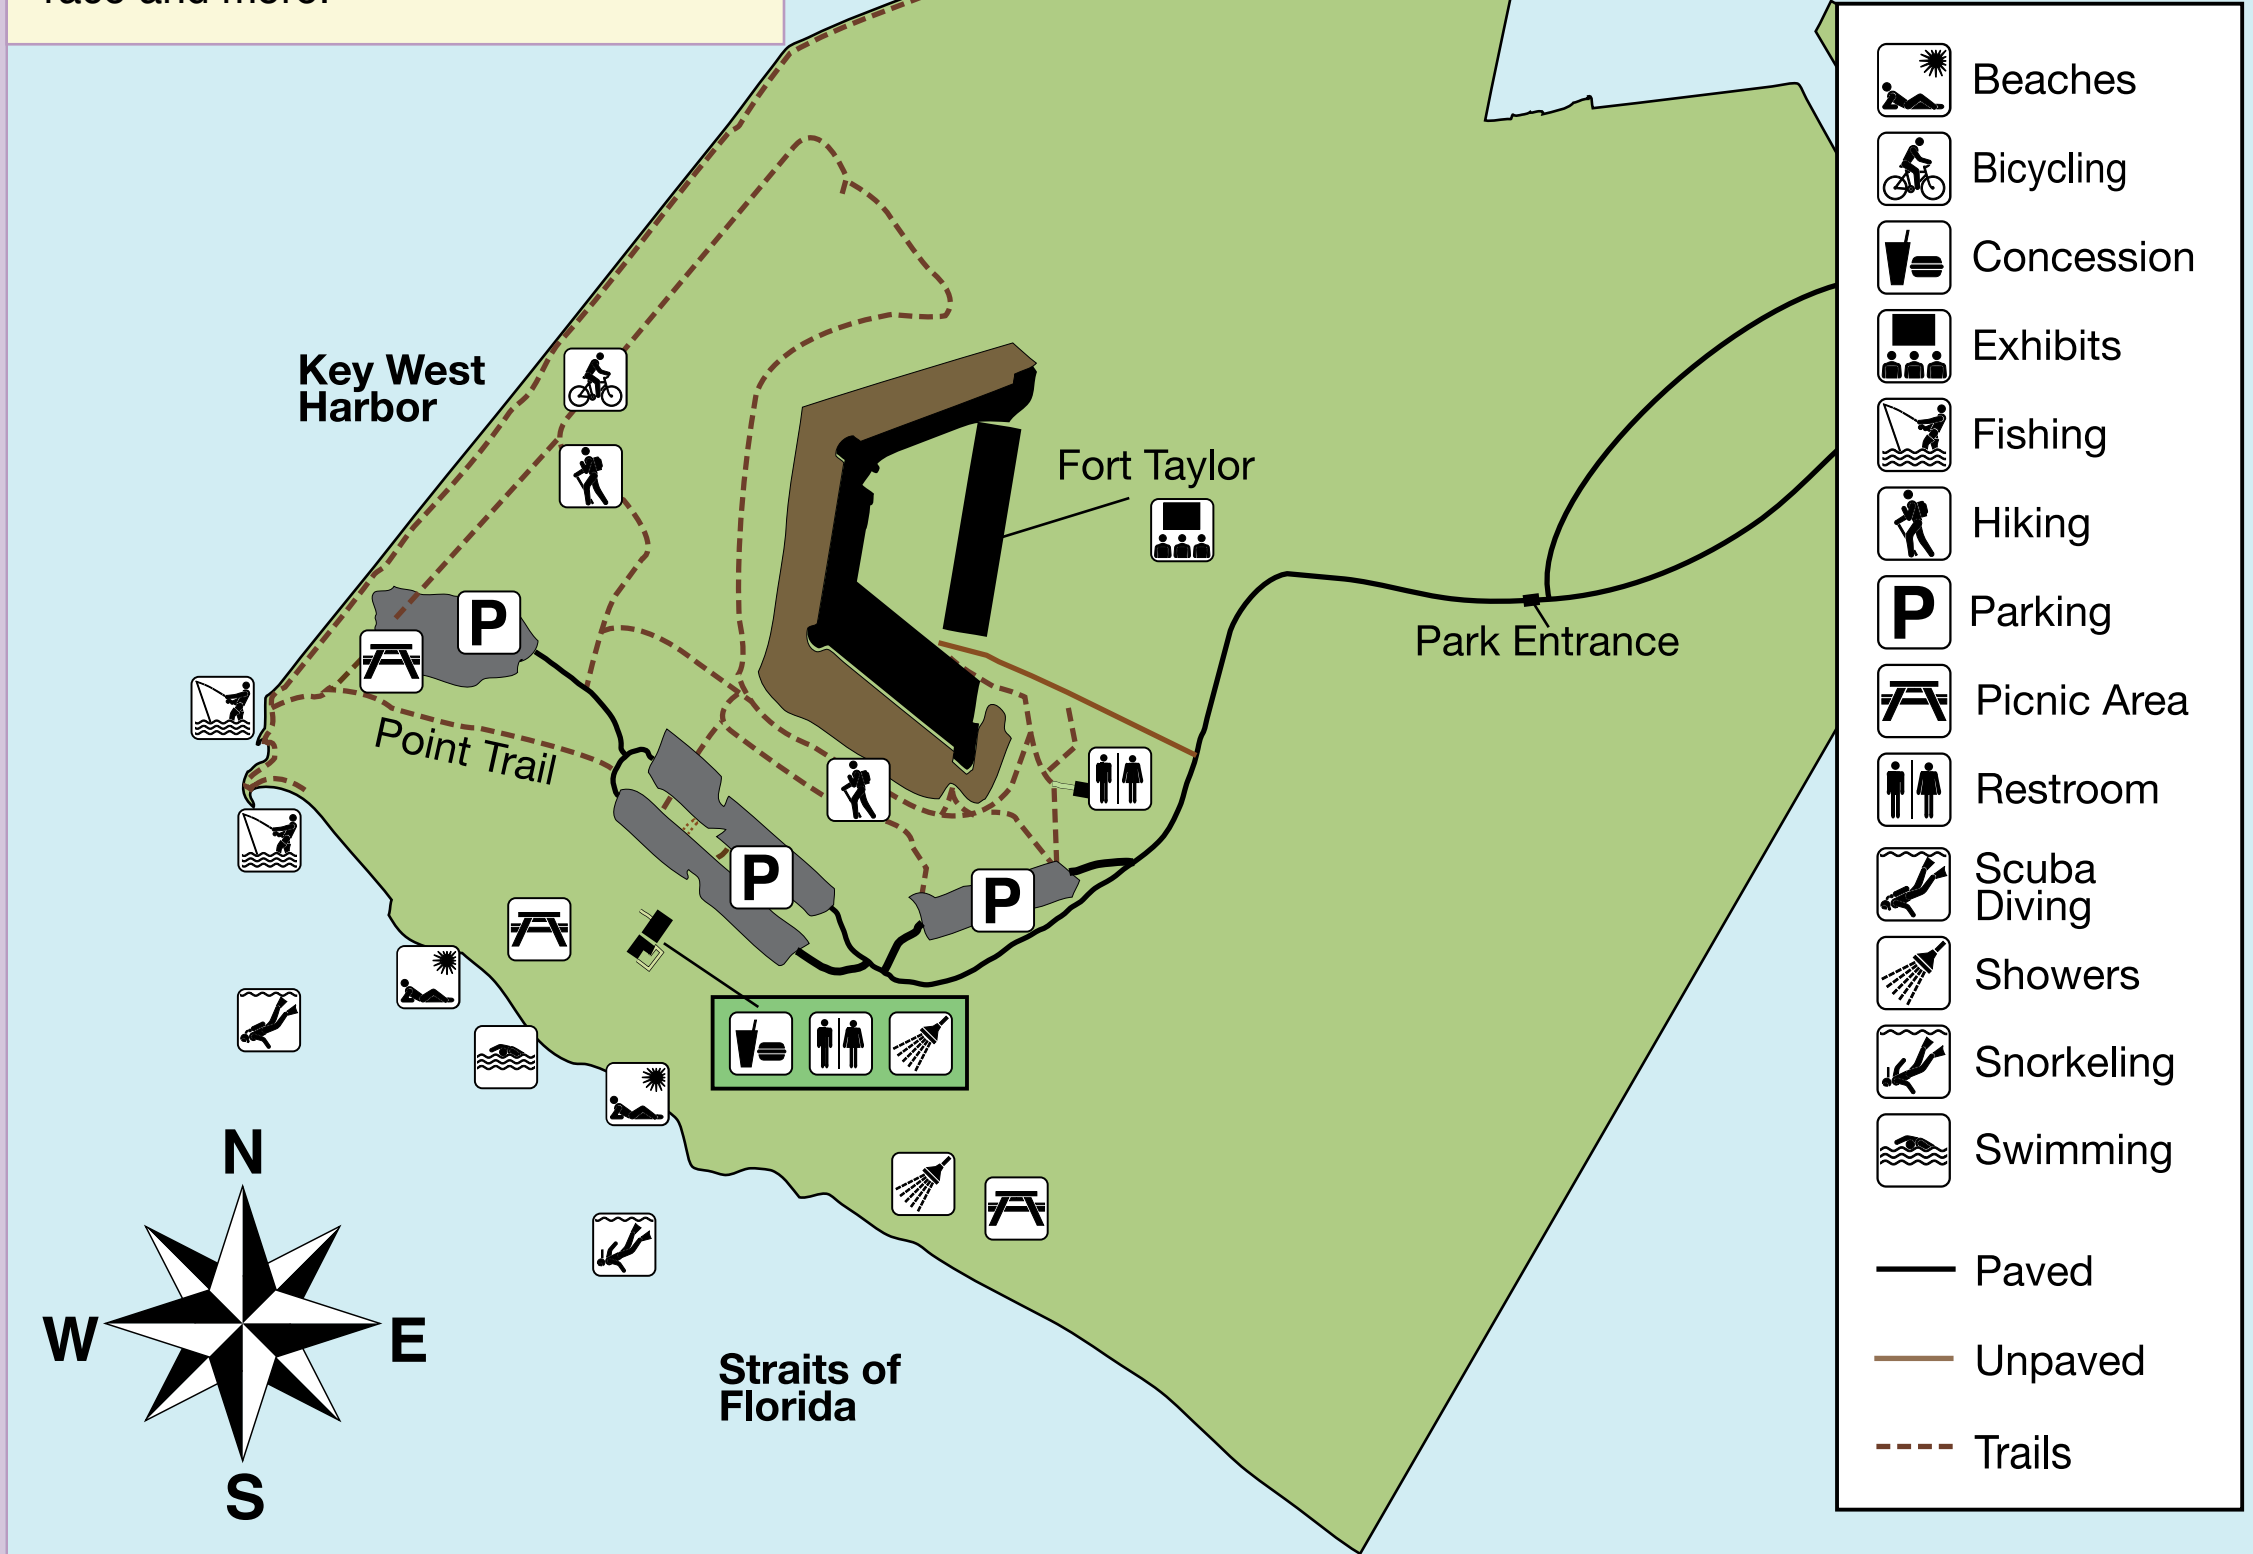 Key West
Harbor
Fort Taylor
Park Entrance
Point Trail
P
P
P
Straits of
Florida
N
W
E
S
Beaches
Bicycling
Concession
Exhibits
Fishing
Hiking
P Parking
Picnic Area
Restroom
Scuba
Diving
Showers
Snorkeling
Swimming
Paved
Unpaved
Trails